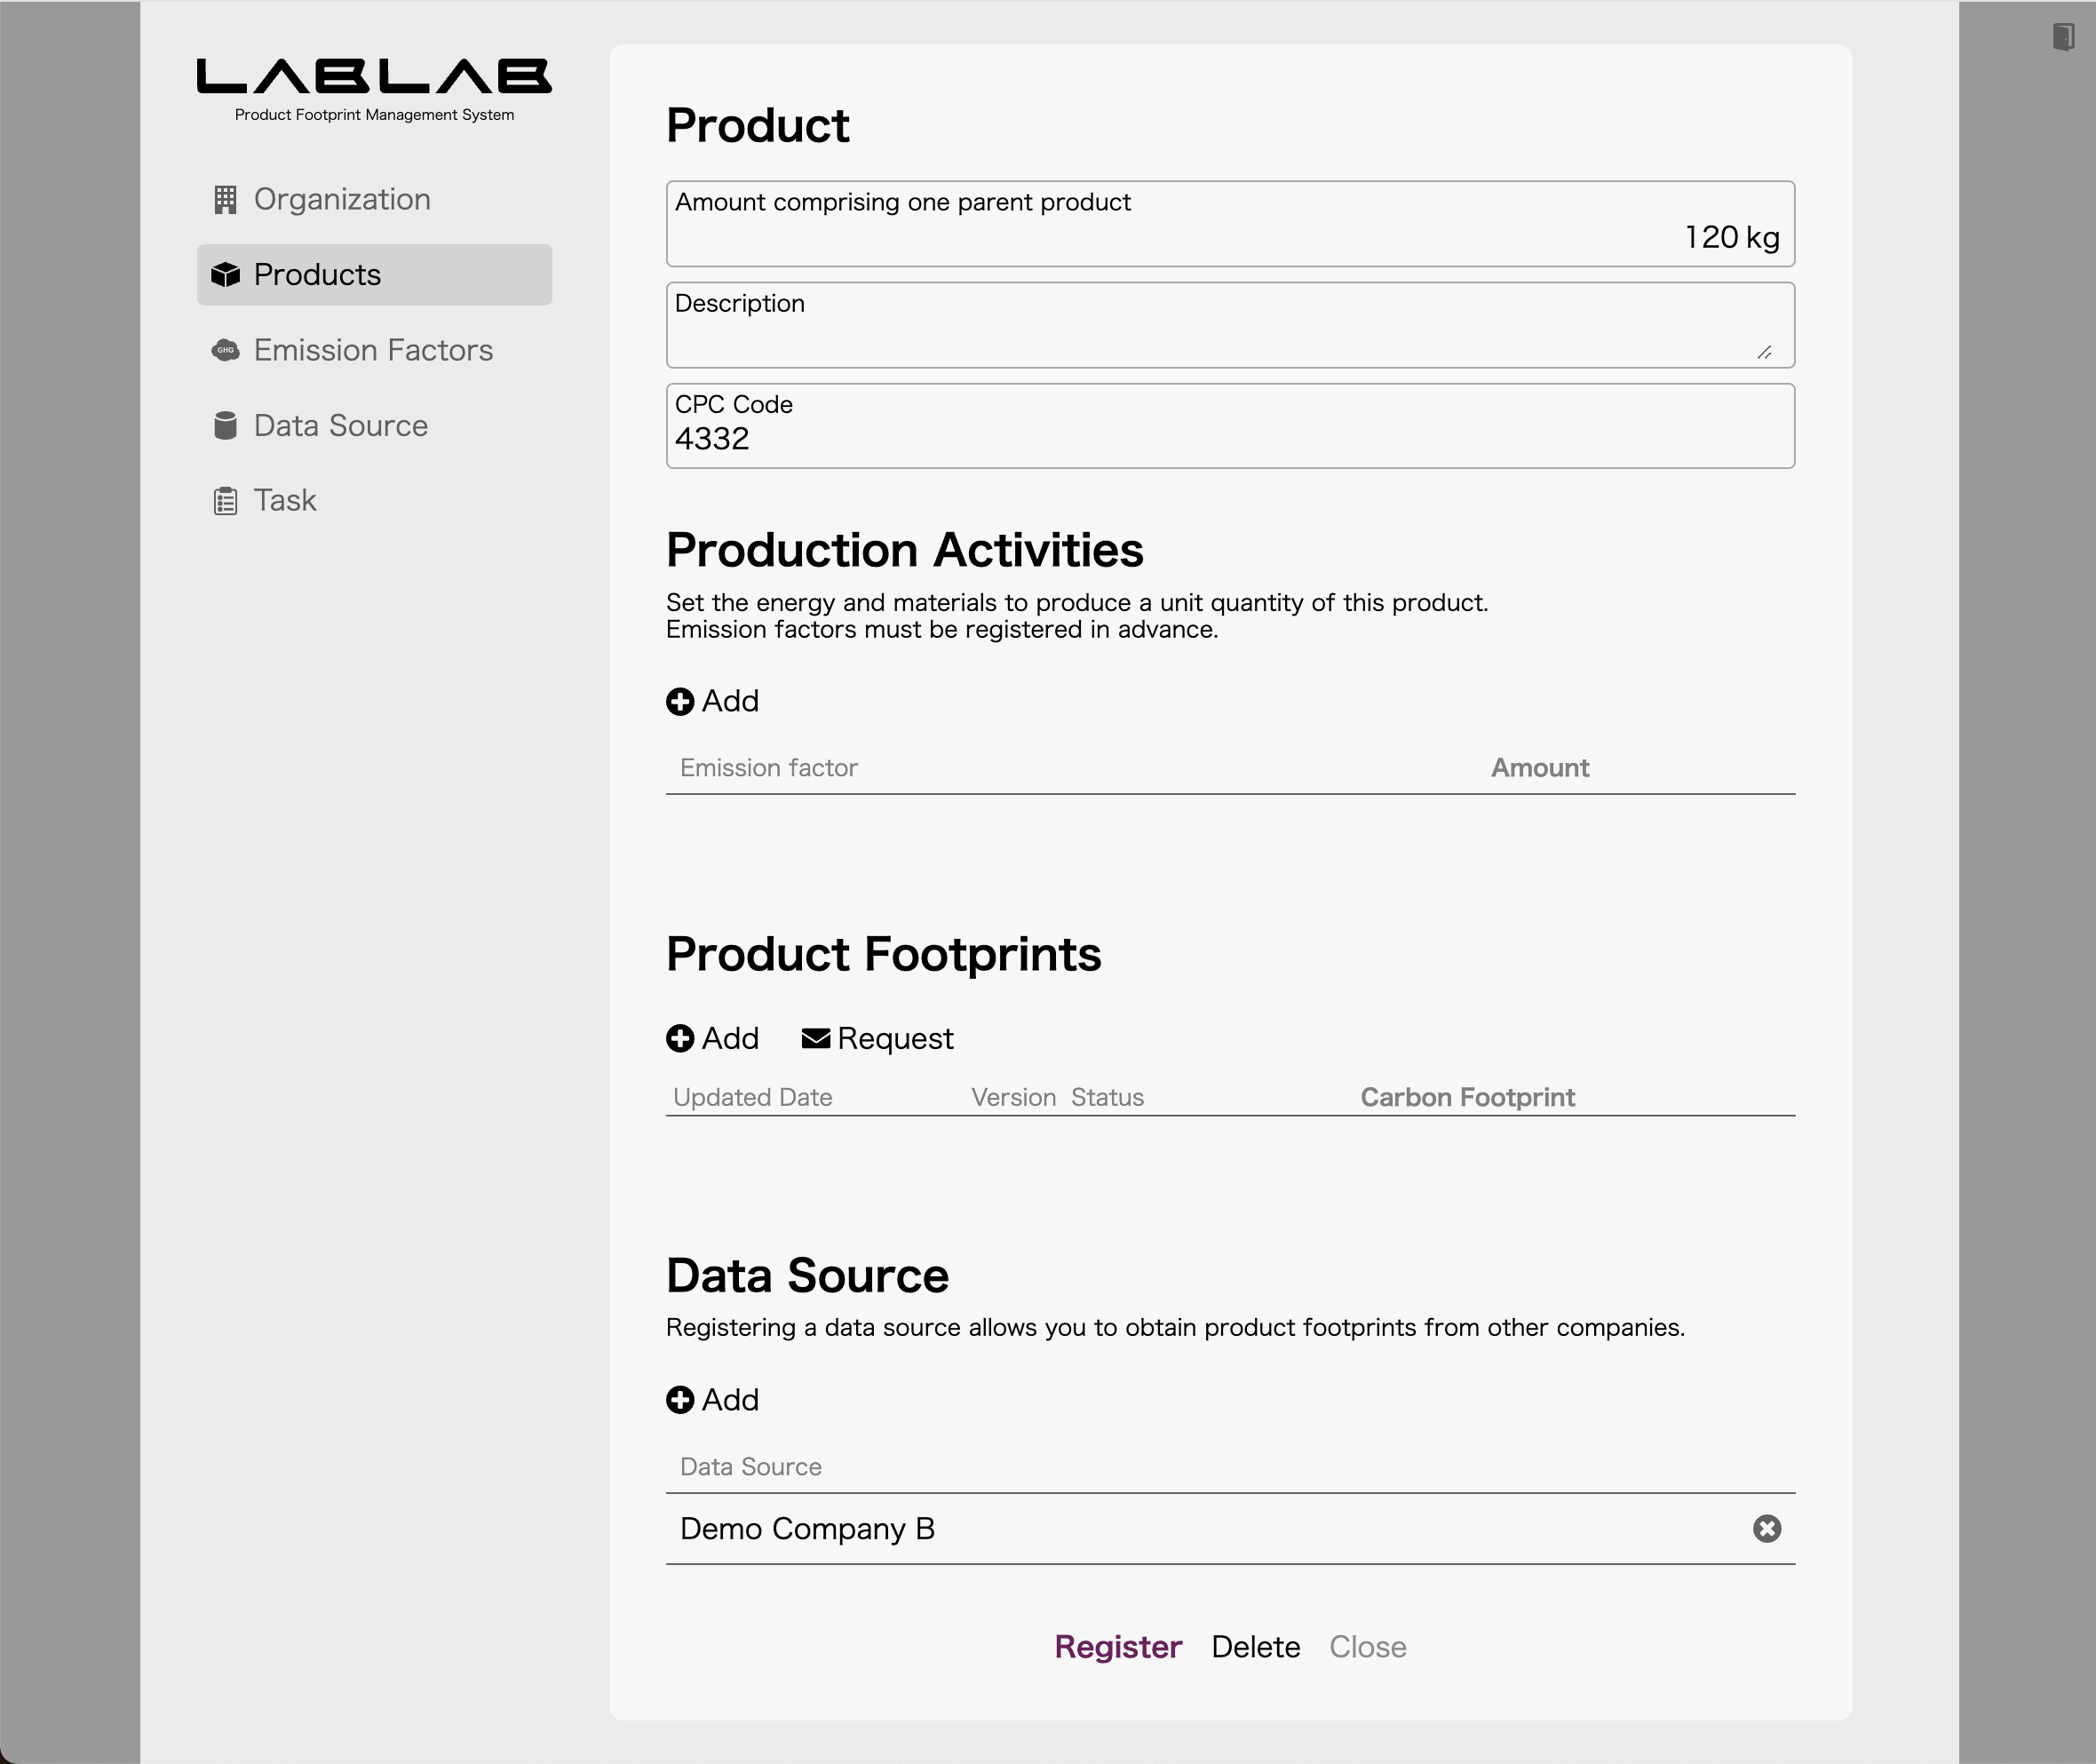 LABLAB
Product Footprint Management System
Organization
Products
GHG
Emission Factors
Data Source
Task
Product
Amount comprising one parent product
120 kg
Description
CPC Code
4332
Production Activities
Set the energy and materials to produce a unit quantity of this product.
Emission factors must be registered in advance.
Add
Emission factor Amount
Product Footprints
Add Request
Updated Date Version Status Carbon Footprint
Data Source
Registering a data source allows you to obtain product footprints from other companies.
Add
Data Source
Demo Company B
Register Delete Close